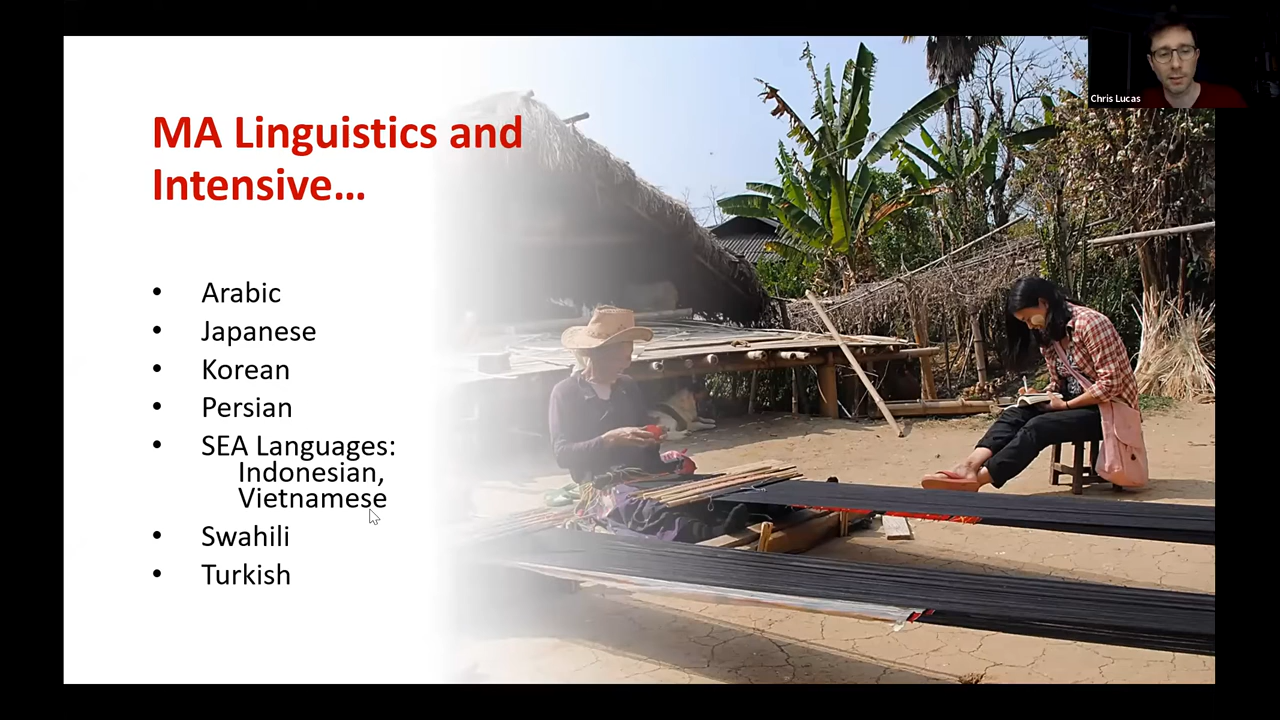 MA Linguistics and
Intensive…
• Arabic
• Japanese
• Korean
• Persian
• SEA Languages:
Indonesian,
Vietnamese
• Swahili
• Turkish
Chris Lucas